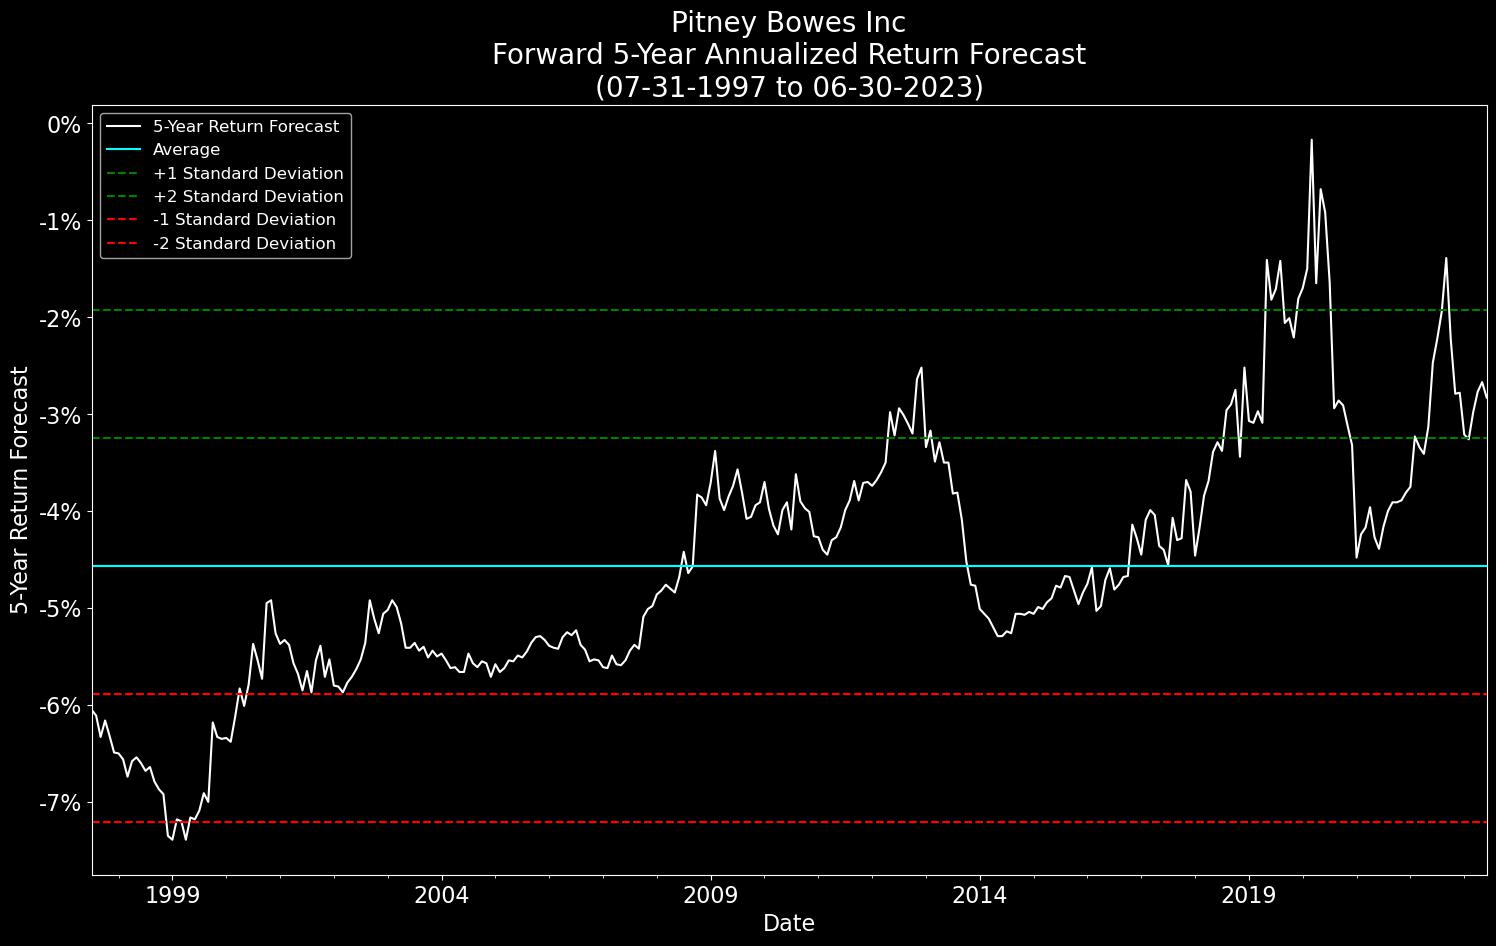 Pitney Bowes Inc
Forward 5-Year Annualized Return Forecast
(07-31-1997 to 06-30-2023)
5-Year Return Forecast
Average
+1 Standard Deviation
+2 Standard Deviation
-1 Standard Deviation
-2 Standard Deviation
0%
-1%
-2%
-3%
-4%
-5%
-6%
-7%
5-Year Return Forecast
1999
2004
2009
2014
2019
Date